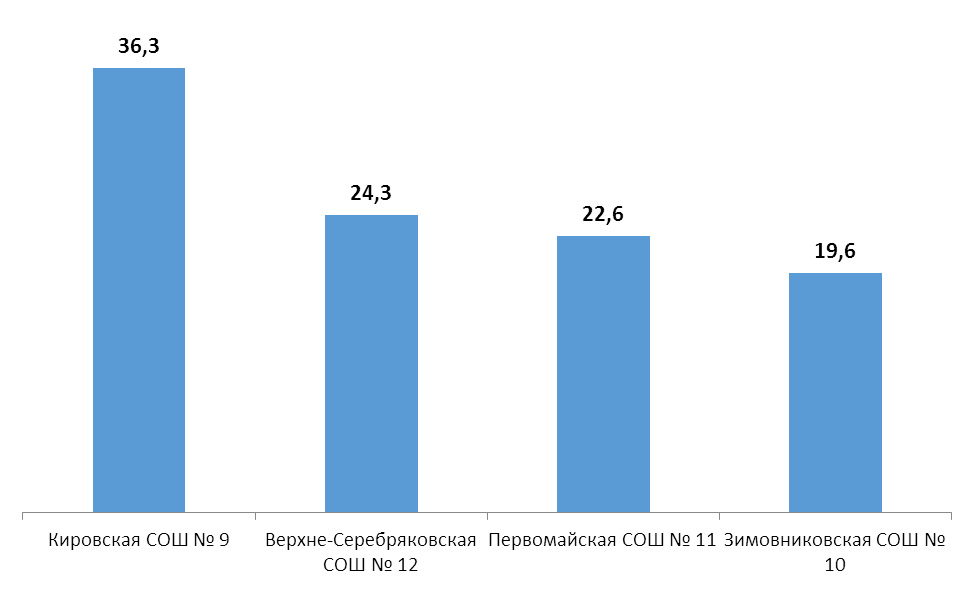 36,3
24,3
22,6
19,6
Кировская СОШ № 9
Верхне-Серебряковская
СОШ № 12
Первомайская СОШ № 11
Зимовниковская СОШ №
10